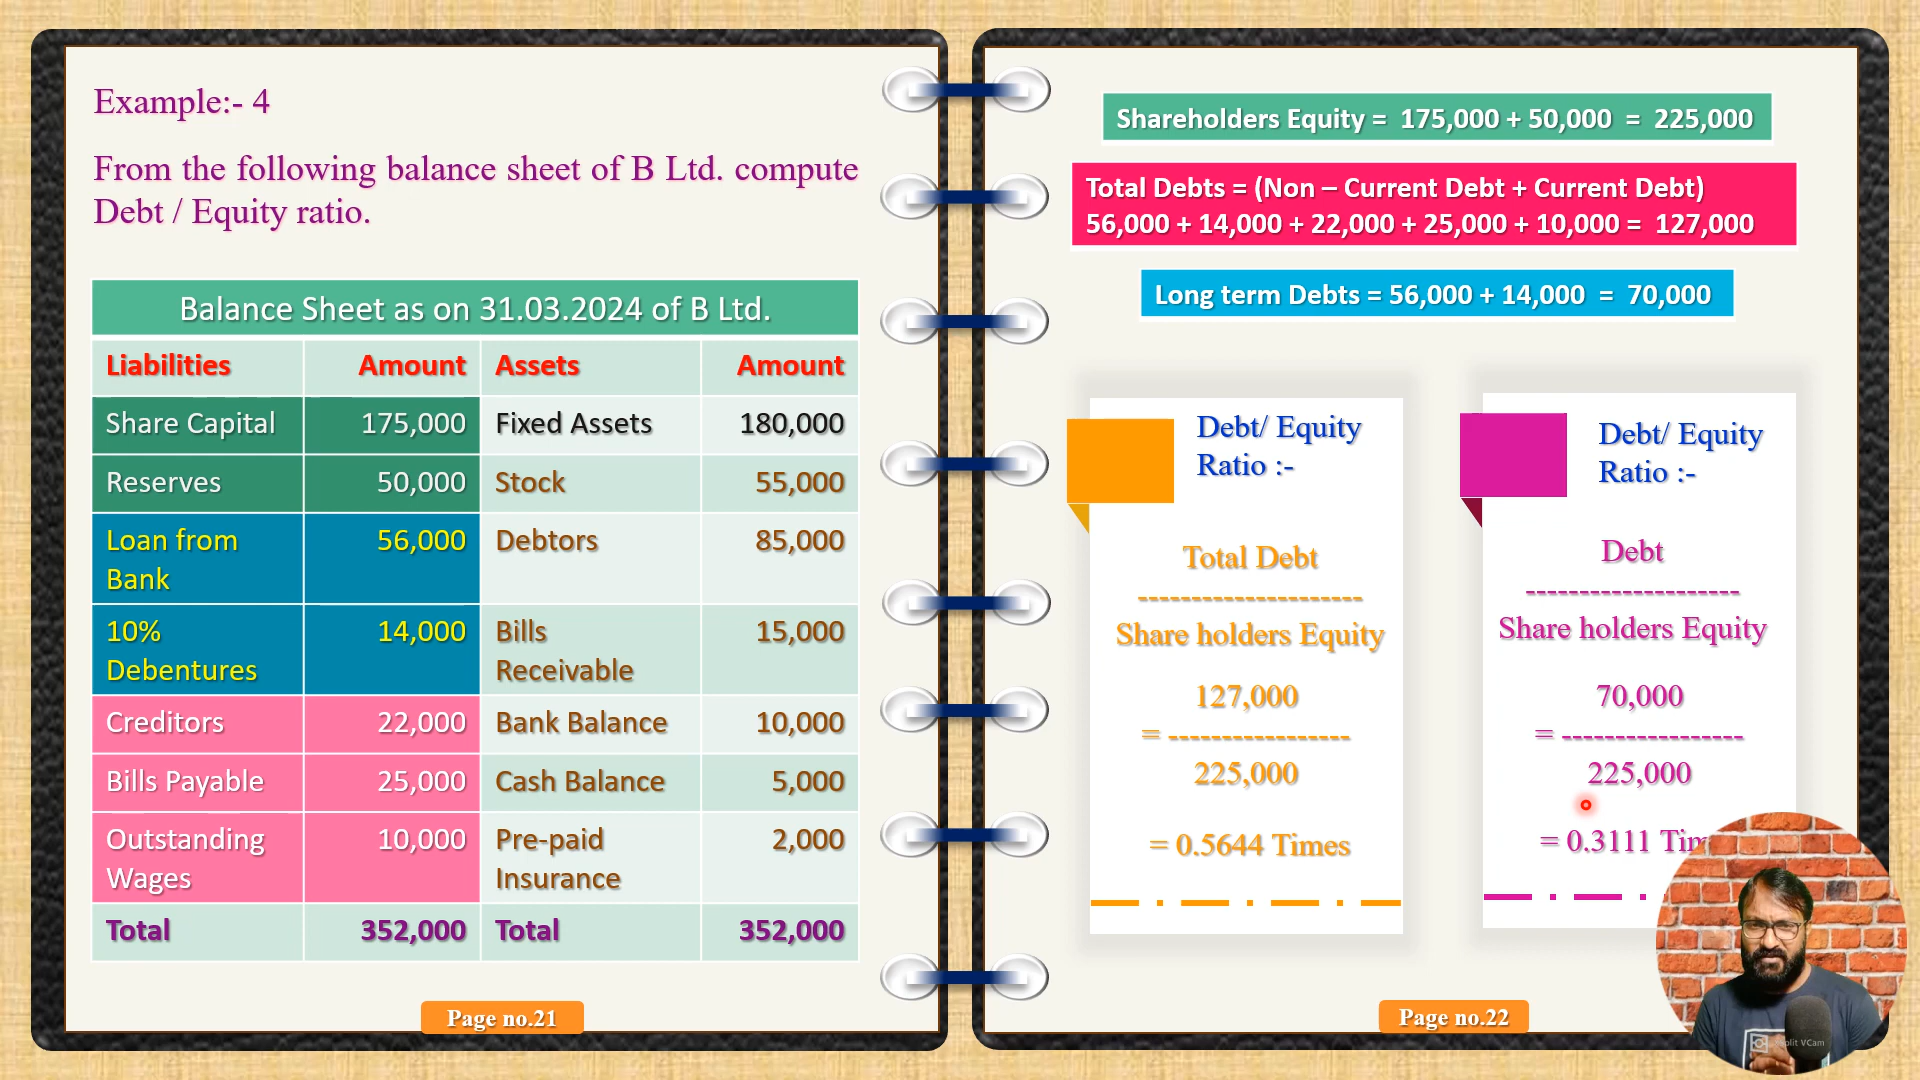 Example:- 4
From the following balance sheet of B Ltd. compute
Debt / Equity ratio.
Balance Sheet as on 31.03.2024 of B Ltd.
Liabilities Amount Assets Amount
Share Capital 175,000 Fixed Assets 180,000
Reserves 50,000 Stock 55,000
Loan from 56,000 Debtors 85,000
Bank
10% 14,000 Bills 15,000
Debentures Receivable
Creditors 22,000 Bank Balance 10,000
Bills Payable 25,000 Cash Balance 5,000
Outstanding 10,000 Pre-paid 2,000
Wages Insurance
Total 352,000 Total 352,000
Page no.21
Shareholders Equity = 175,000 + 50,000 = 225,000
Total Debts = (Non – Current Debt + Current Debt)
56,000 + 14,000 + 22,000 + 25,000 + 10,000 = 127,000
Long term Debts = 56,000 + 14,000 = 70,000
Debt/ Equity
Ratio :-
Total Debt
---------------------
Share holders Equity
127,000
= -----------------
225,000
= 0.5644 Times
Debt/ Equity
Ratio :-
Debt
--------------------
Share holders Equity
70,000
= -----------------
225,000
= 0.3111
Page no.22
VCam